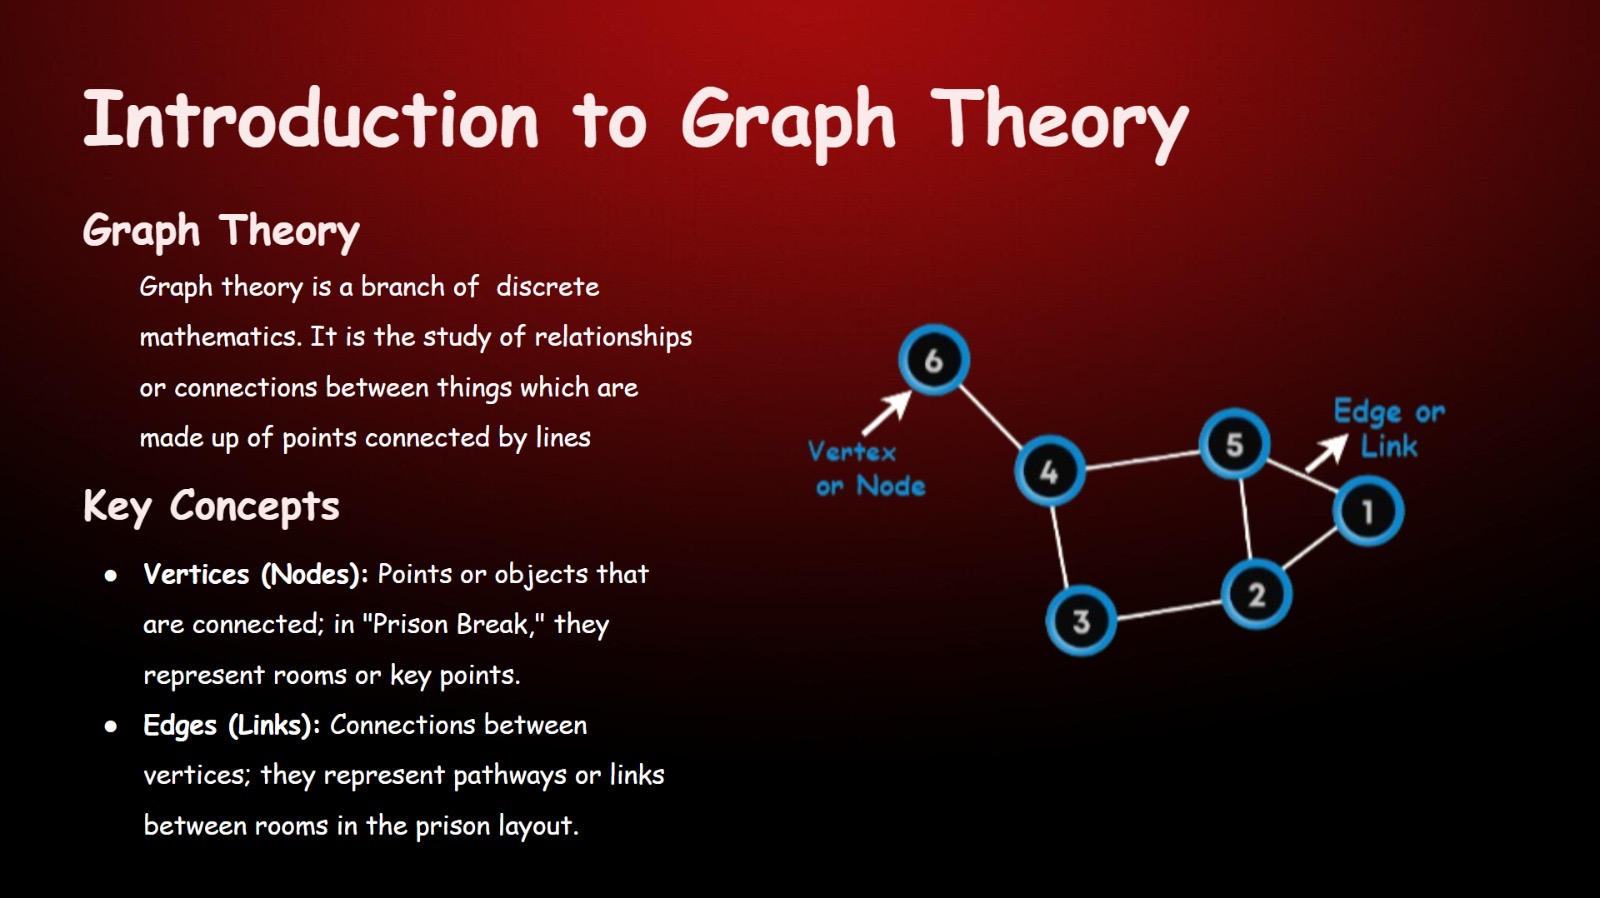 Introduction to Graph Theory
Graph Theory
Graph theory is a branch of  discrete
mathematics. It is the study of relationships
or connections between things which are
made up of points connected by lines
Key Concepts
● Vertices (Nodes): Points or objects that
are connected; in "Prison Break," they
represent rooms or key points.
● Edges (Links): Connections between
vertices; they represent pathways or links
between rooms in the prison layout.
6
Vertex
or Node
4
5
Edge or
Link
1
3
2